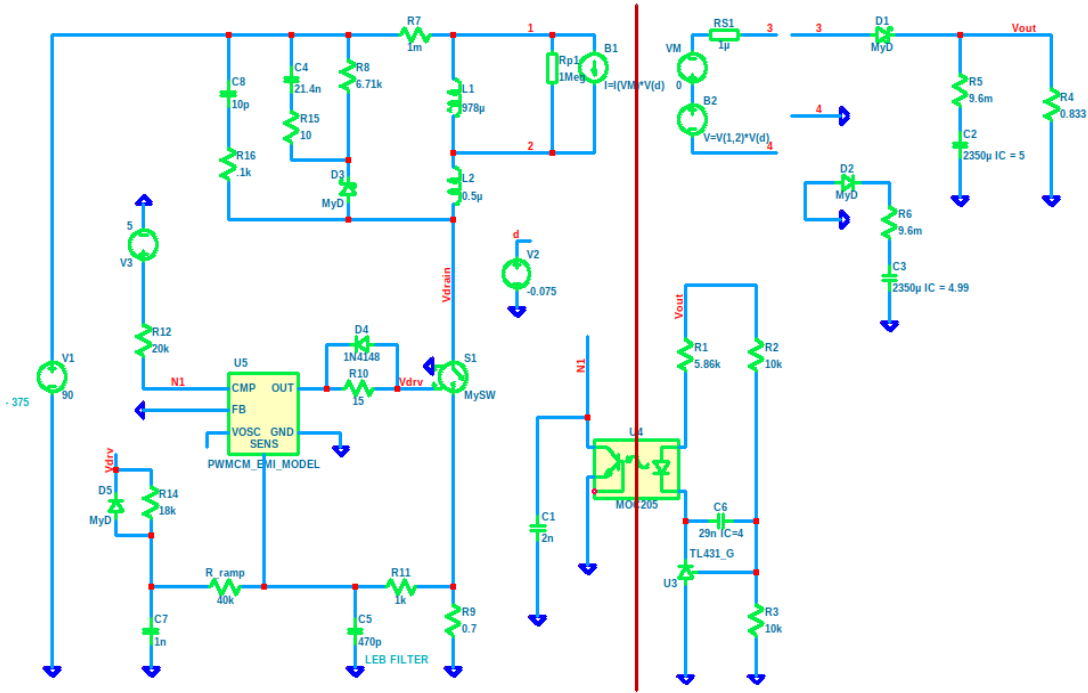 R7
1m
1
B1
I=I(VM)*V(d)
Rp1
1Meg
C8
10p
C4
21.4n
R8
6.71k
L1
978µ
R15
10
R16
.1k
D3
MyD
2
L2
0.5µ
VM
0
RS1
1µ
3
B2
V=V(1,2)*V(d)
4
3
D1
MyD
Vout
R5
9.6m
R4
0.833
4
C2
2350µ IC = 5
D2
MyD
R6
9.6m
C3
2350µ IC = 4.99
5
V3
d
V2
-0.075
Vdrain
R12
20k
V1
90
- 375
N1
U5
CMP
OUT
FB
VOSC
GND
SENS
PWMCM_EMI_MODEL
D4
1N4148
R10
15
Vdrv
S1
MySW
Vdrv
D5
MyD
R14
18k
R_ramp
40k
R11
1k
C7
1n
C5
470p
LEB FILTER
R9
0.7
N1
C1
2n
U4
MOC205
Vout
R1
5.86k
R2
10k
C6
29n IC=4
TL431_G
U3
R3
10k